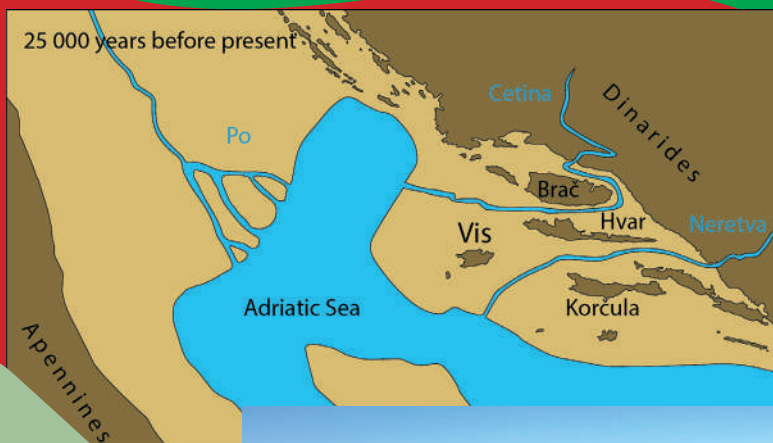 25 000 years before present
Cetina
Dinarides
Po
Brač
Hvar
Vis
Neretva
Adriatic Sea
Korčula
Apennines